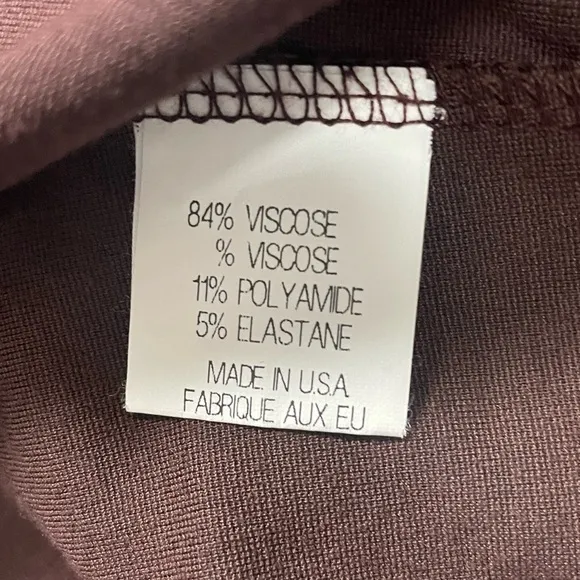 84% VISCOSE
% VISCOSE
11% POLYAMIDE
5% ELASTANE
MADE IN U.S.A
FABRIQUE AUX EU